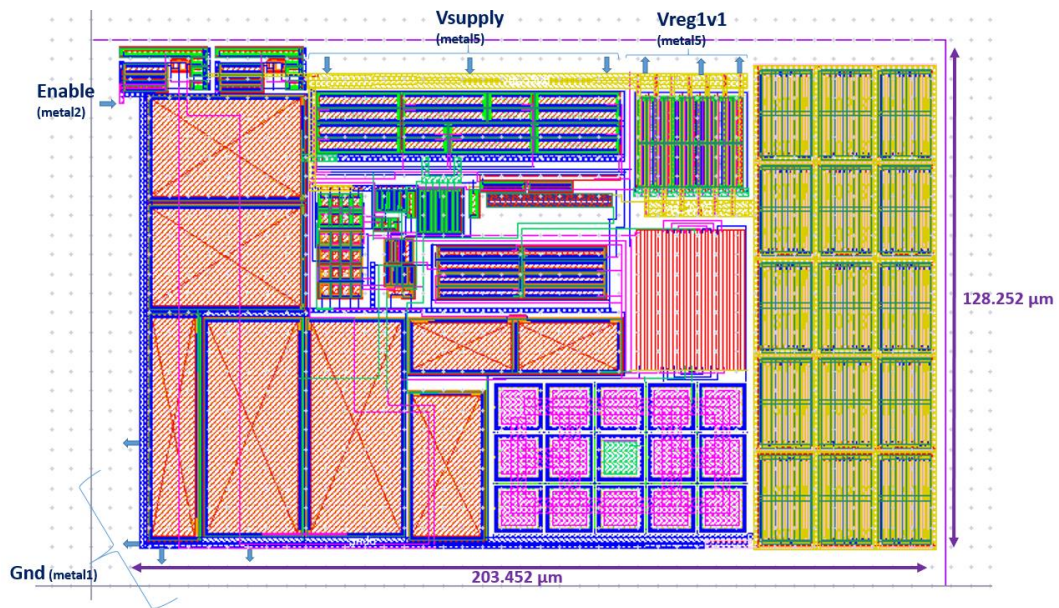 Vsupply
(metal5)
Vreg1v1
(metal5)
Enable
(metal2)
128.252 µm
Gnd (metal1)
203.452 µm